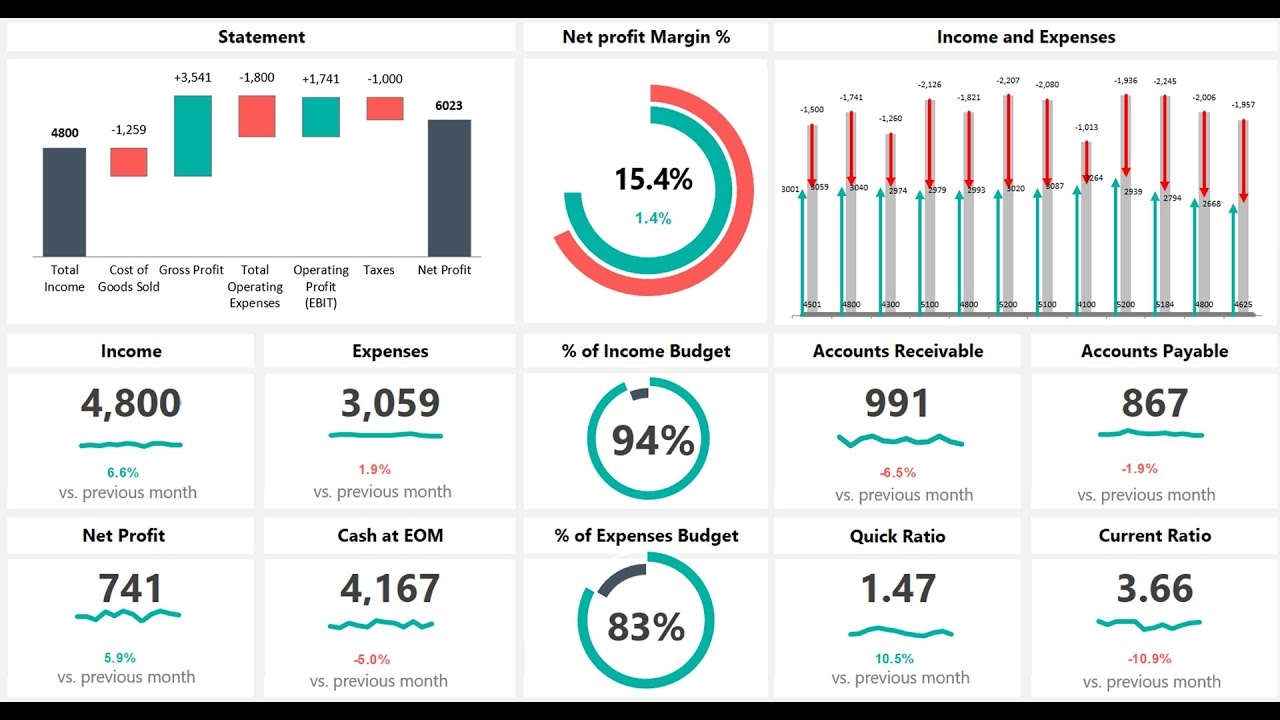 Statement
+3,541 -1,800 +1,741 -1,000
6023
4800
-1,259
Total Income
Cost of Goods Sold
Gross Profit
Total Operating Expenses
Operating Profit (EBIT)
Taxes
Net Profit
Net profit Margin %
15.4%
1.4%
Income and Expenses
-1,500 -1,741 -1,260 -2,126 -1,821 -2,207 -2,080 -1,013 -1,936 -2,245 -2,006 -1,957
3001 3059 3040 2974 2979 2993 3020 3087 3264 2939 2794 2668
4501 4800 4300 5100 4800 5200 5100 4100 5200 5184 4800 4625
Income
4,800
6.6%
vs. previous month
Expenses
3,059
1.9%
vs. previous month
% of Income Budget
94%
Accounts Receivable
991
-6.5%
vs. previous month
Accounts Payable
867
-1.9%
vs. previous month
Net Profit
741
5.9%
vs. previous month
Cash at EOM
4,167
-5.0%
vs. previous month
% of Expenses Budget
83%
Quick Ratio
1.47
10.5%
vs. previous month
Current Ratio
3.66
-10.9%
vs. previous month